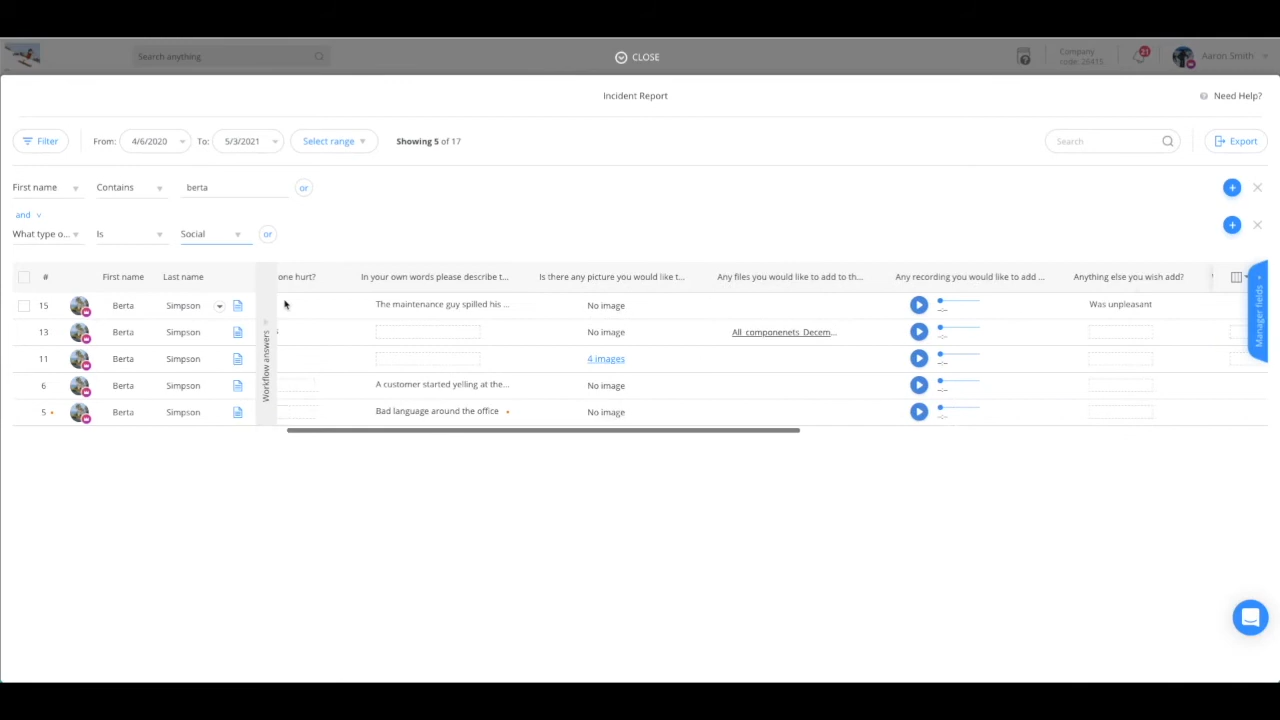 Search anything
CLOSE
Company
code: 26415
21
Aaron Smith
Incident Report
Need Help?
Filter
From: 4/6/2020
To: 5/3/2021
Select range
Showing 5 of 17
Search
Export
First name
Contains
berta
or
and
What type o...
Is
Social
or
#
First name
Last name
one hurt?
In your own words please describe t...
Is there any picture you would like t...
Any files you would like to add to th...
Any recording you would like to add ...
Anything else you wish add?
15 Berta Simpson The maintenance guy spilled his ... No image -:- Was unpleasant
13 Berta Simpson No image All_componenets_Decem... -:-
11 Berta Simpson 4 images -:-
6 Berta Simpson A customer started yelling at the... No image -:-
5 Berta Simpson Bad language around the office No image -:-
Workflow answers
Manager fields